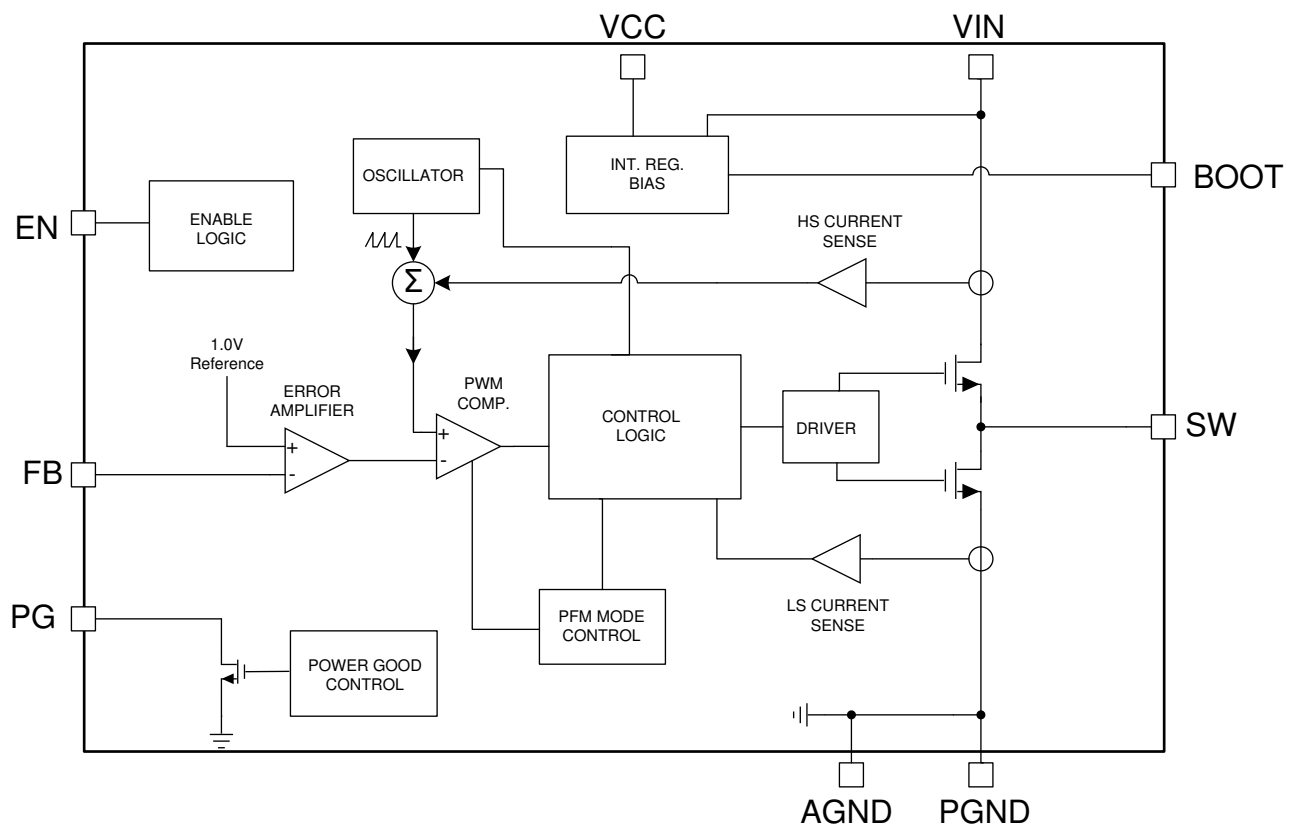 VCC
VIN
OSCILLATOR
INT. REG.
BIAS
BOOT
EN
ENABLE
LOGIC
HS CURRENT
SENSE
Σ
1.0V
Reference
ERROR
AMPLIFIER
PWM
COMP.
+
-
+
-
CONTROL
LOGIC
DRIVER
SW
FB
PG
PFM MODE
CONTROL
LS CURRENT
SENSE
POWER GOOD
CONTROL
AGND
PGND